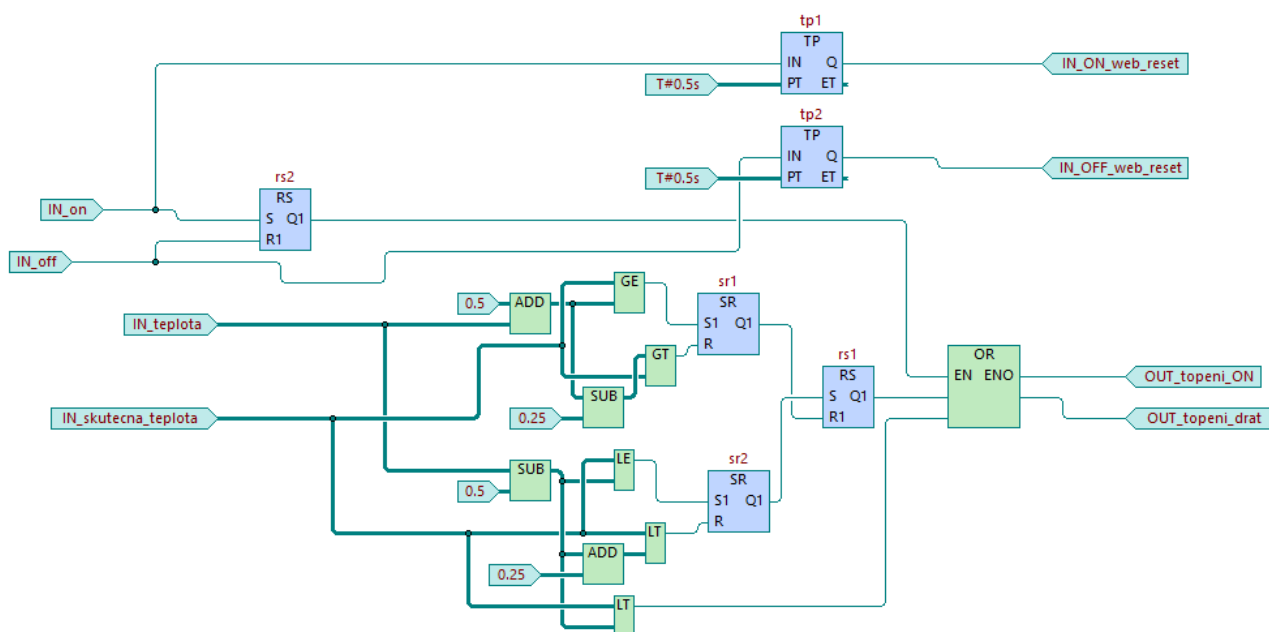 tp1
TP
IN Q
PT ET
T#0.5s
IN_ON_web_reset
tp2
TP
IN Q
PT ET
T#0.5s
IN_OFF_web_reset
rs2
RS
S Q1
R1
IN_on
IN_off
0.5
ADD
GE
sr1
SR
S1 Q1
R
IN_teplota
GT
SUB
0.25
rs1
RS
S Q1
R1
OR
EN ENO
OUT_topeni_ON
OUT_topeni_drat
IN_skutecna_teplota
SUB
0.5
LE
sr2
SR
S1 Q1
R
LT
ADD
0.25
LT